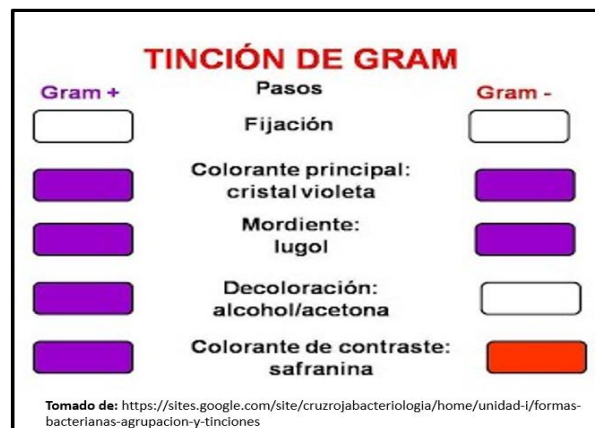 TINCIÓN DE GRAM
Gram + Pasos Gram -
Fijación
Colorante principal:
cristal violeta
Mordiente:
lugol
Decoloración:
alcohol/acetona
Colorante de contraste:
safranina
Tomado de: https://sites.google.com/site/cruzrojabacteriologia/home/unidad-i/formas-
bacterianas-agrupacion-y-tinciones